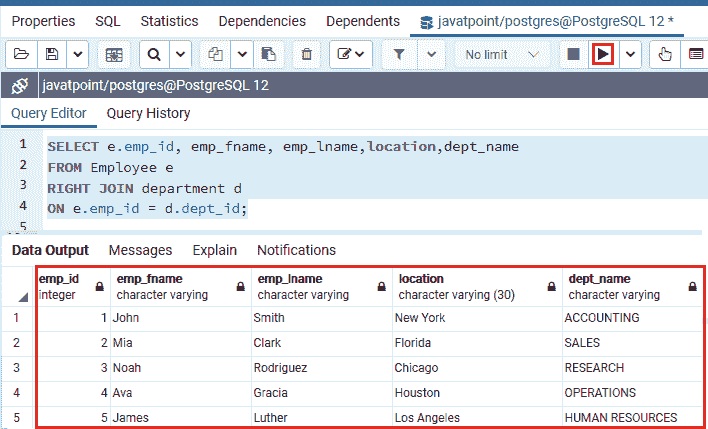 Properties SQL Statistics Dependencies Dependents javatpoint/postgres@PostgreSQL 12 *
No limit
javatpoint/postgres@PostgreSQL 12
Query Editor Query History
1 SELECT e.emp_id, emp_fname, emp_lname,location,dept_name
2 FROM Employee e
3 RIGHT JOIN department d
4 ON e.emp_id = d.dept_id;
5
Data Output Messages Explain Notifications
emp_id emp_fname emp_lname location dept_name
integer character varying character varying character varying (30) character varying
1 1 John Smith New York ACCOUNTING
2 2 Mia Clark Florida SALES
3 3 Noah Rodriguez Chicago RESEARCH
4 4 Ava Gracia Houston OPERATIONS
5 5 James Luther Los Angeles HUMAN RESOURCES